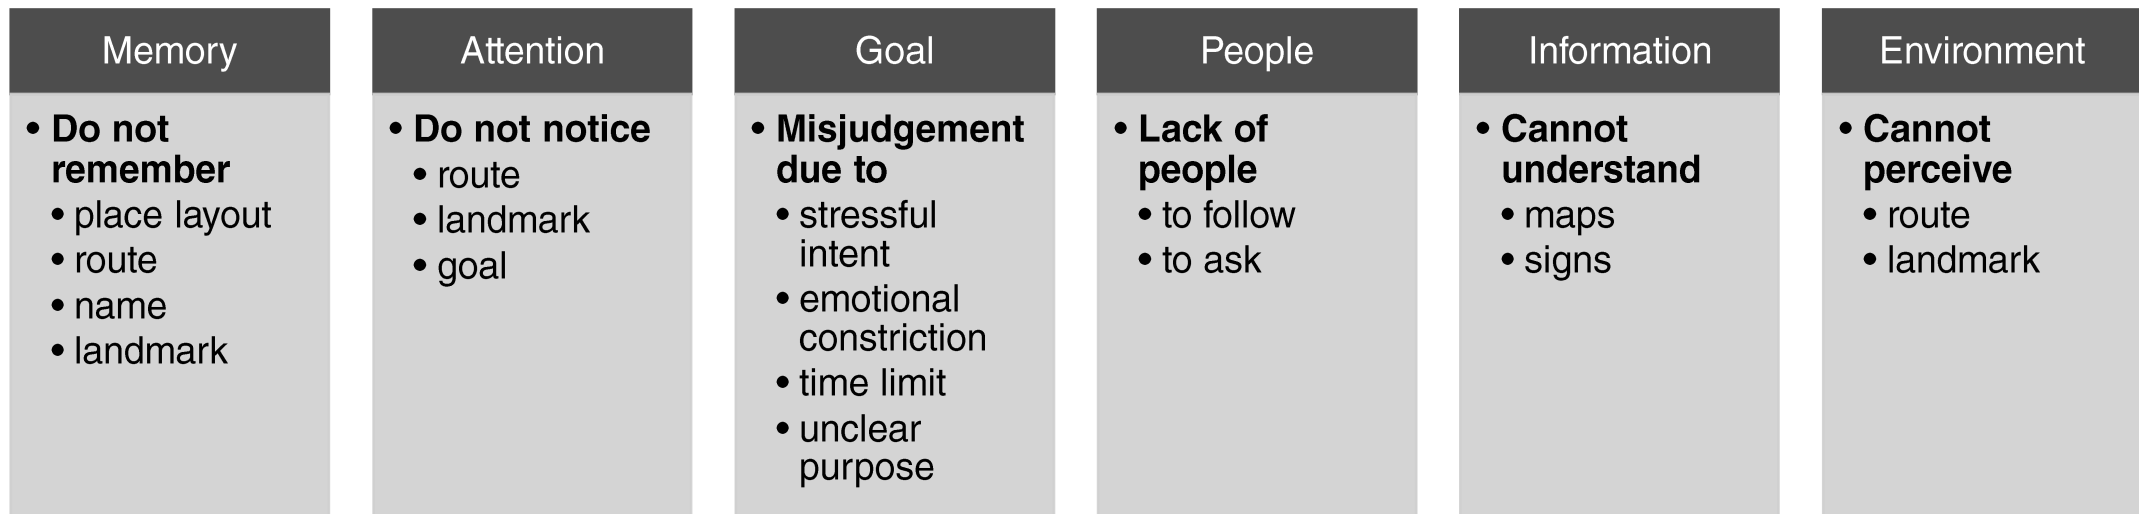 Memory
• Do not
remember
• place layout
• route
• name
• landmark
Attention
• Do not notice
• route
• landmark
• goal
Goal
• Misjudgement
due to
• stressful
intent
• emotional
constriction
• time limit
• unclear
purpose
People
• Lack of
people
• to follow
• to ask
Information
• Cannot
understand
• maps
• signs
Environment
• Cannot
perceive
• route
• landmark